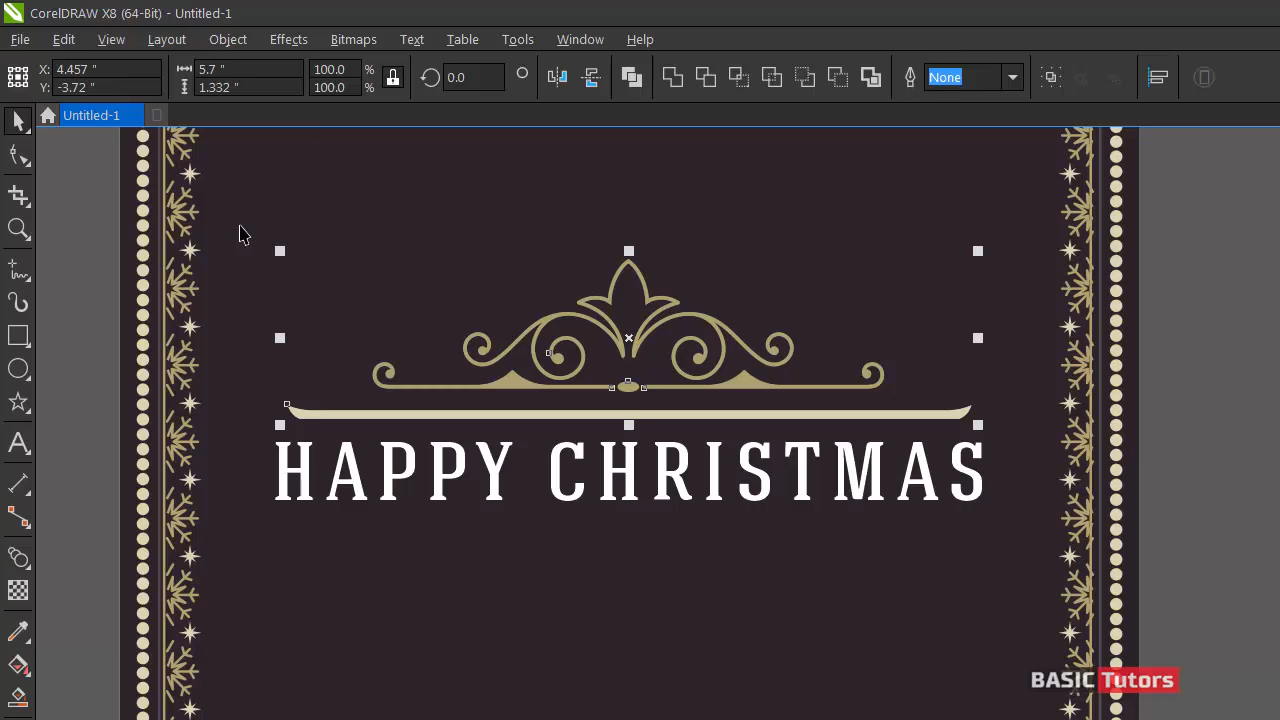 CorelDRAW X8 (64-Bit) - Untitled-1
File Edit View Layout Object Effects Bitmaps Text Table Tools Window Help
X: 4.457 " 5.7 " 100.0 % 0.0 None
Y: -3.72 " 1.332 " 100.0 %
Untitled-1
HAPPY CHRISTMAS
BASIC Tutors